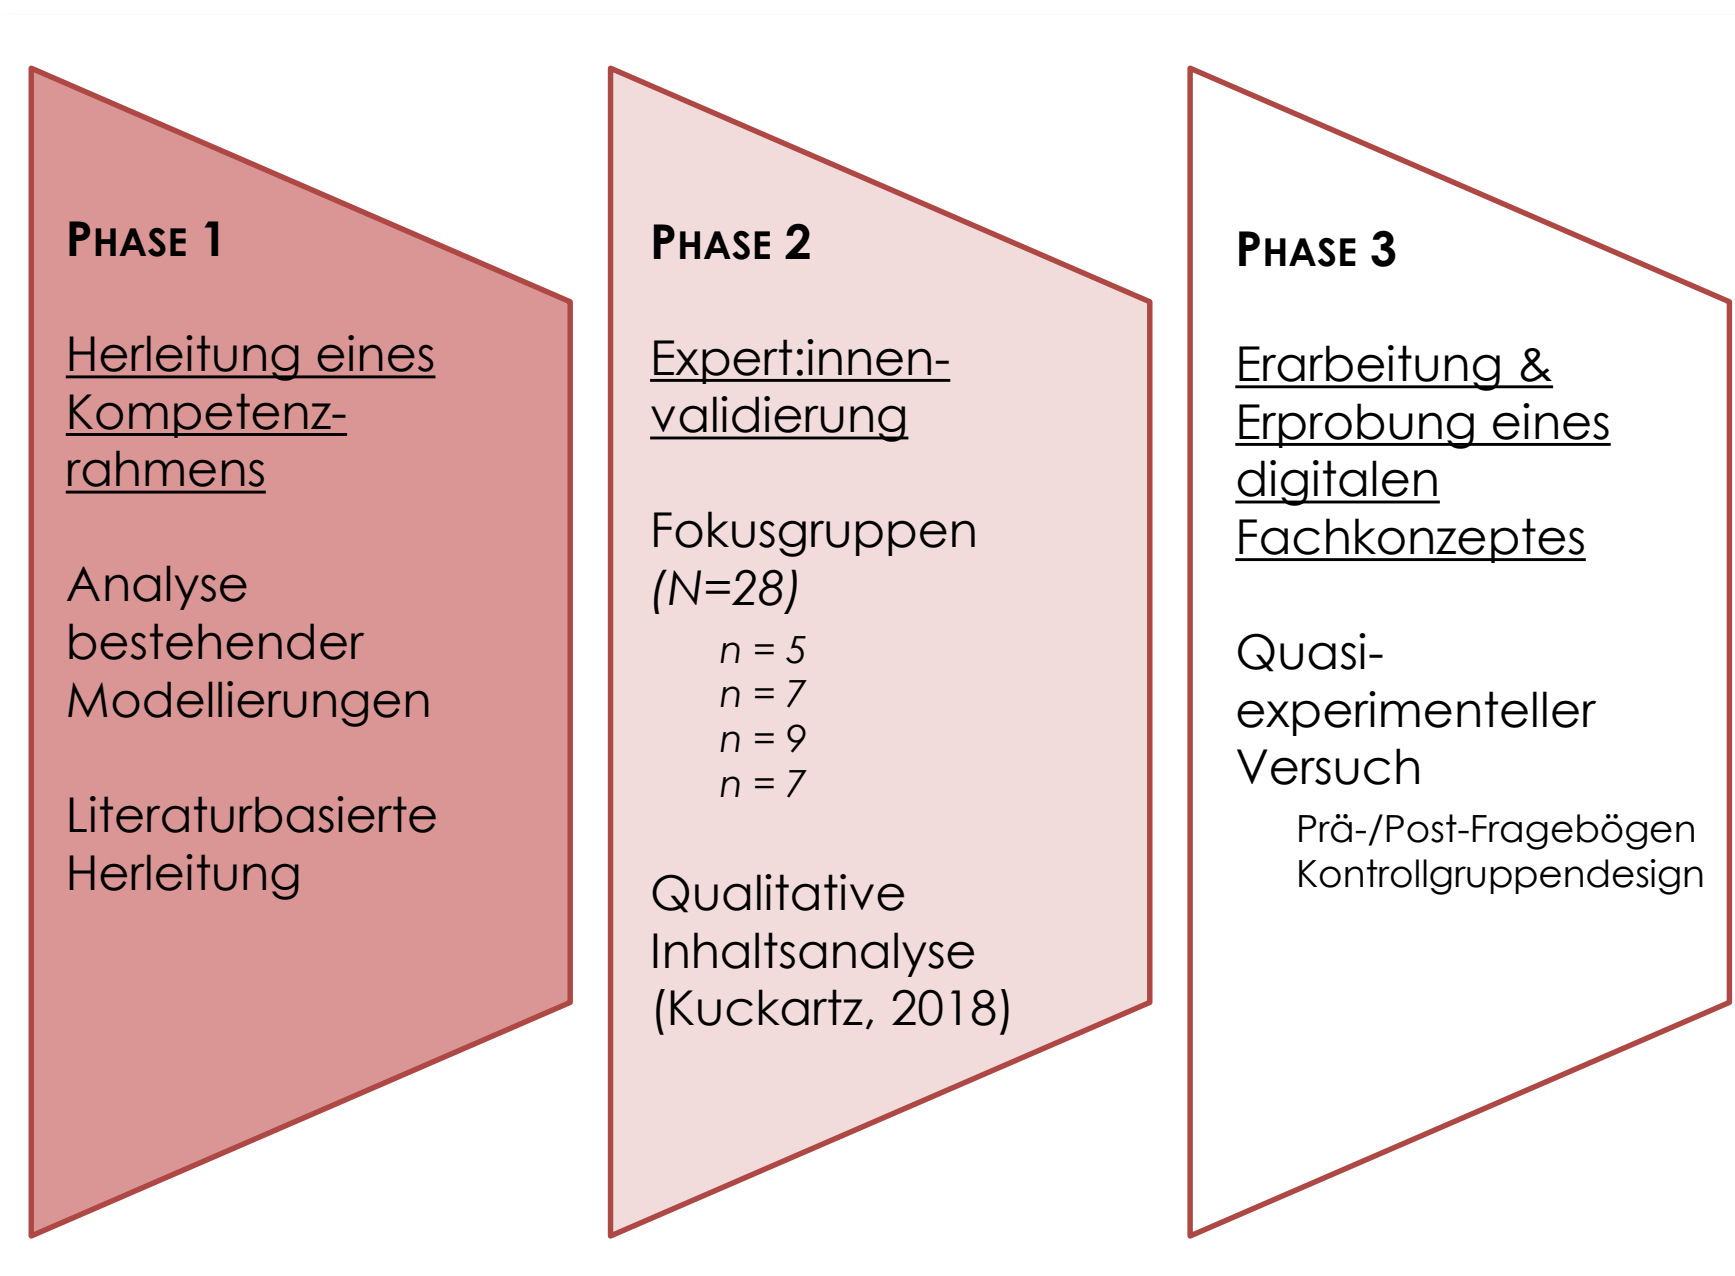 PHASE 1
Herleitung eines
Kompetenz-
rahmens
Analyse
bestehender
Modellierungen
Literaturbasierte
Herleitung
PHASE 2
Expert:innen-
validierung
Fokusgruppen
(N=28)
n = 5
n = 7
n = 9
n = 7
Qualitative
Inhaltsanalyse
(Kuckartz, 2018)
PHASE 3
Erarbeitung &
Erprobung eines
digitalen
Fachkonzeptes
Quasi-
experimenteller
Versuch
Prä-/Post-Fragebögen
Kontrollgruppendesign